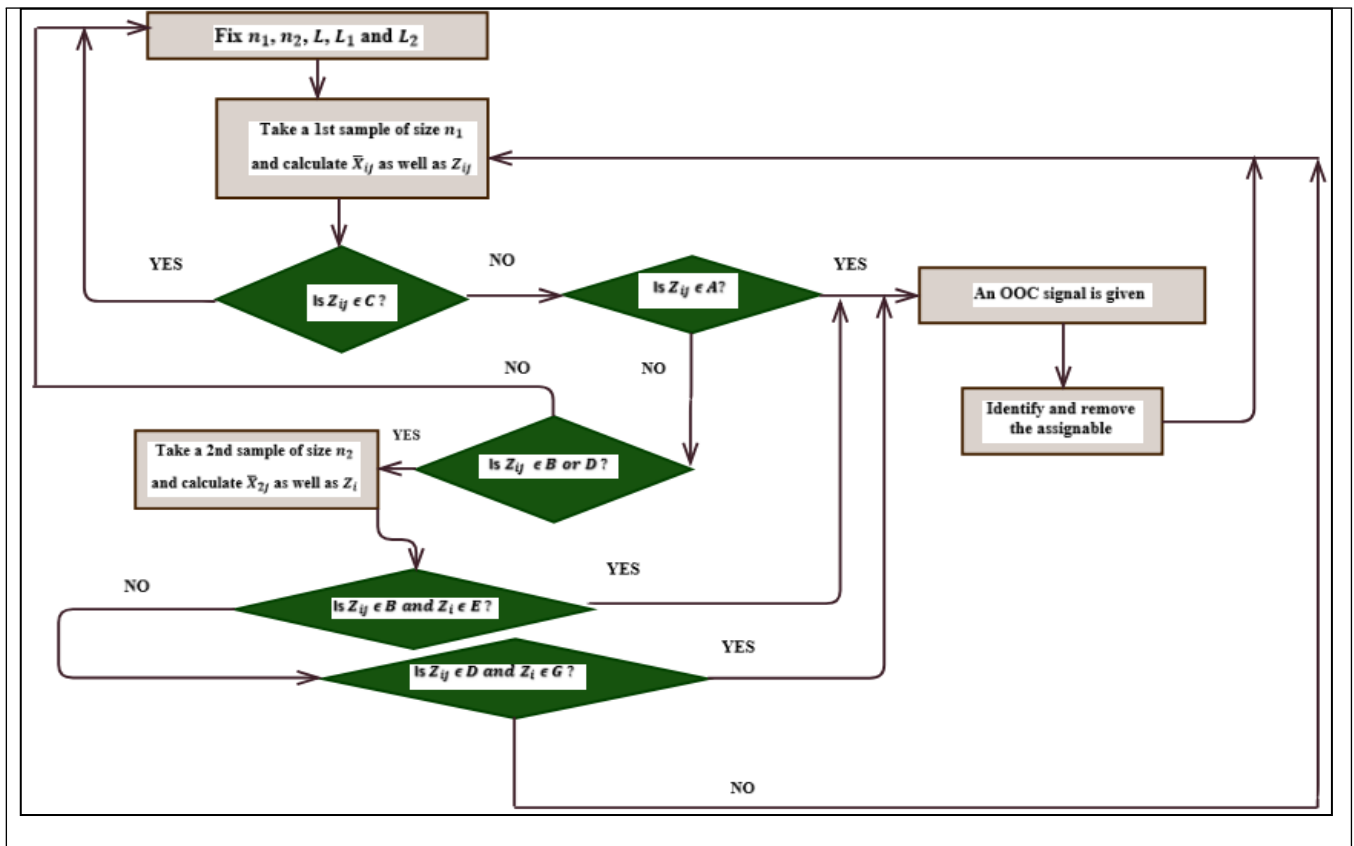 Fix n₁, n₂, L, L₁ and L₂
Take a 1st sample of size n₁
and calculate X̅ᵢⱼ as well as Zᵢⱼ
YES
NO
YES
Is Zᵢⱼ ϵ C ?
Is Zᵢⱼ ϵ A?
An OOC signal is given
NO
NO
Identify and remove
the assignable
YES
Take a 2nd sample of size n₂
and calculate X̅₂ⱼ as well as Zᵢ
Is Zᵢⱼ ϵ B or D ?
NO
YES
Is Zᵢⱼ ϵ B and Zᵢ ϵ E ?
YES
Is Zᵢⱼ ϵ D and Zᵢ ϵ G ?
NO